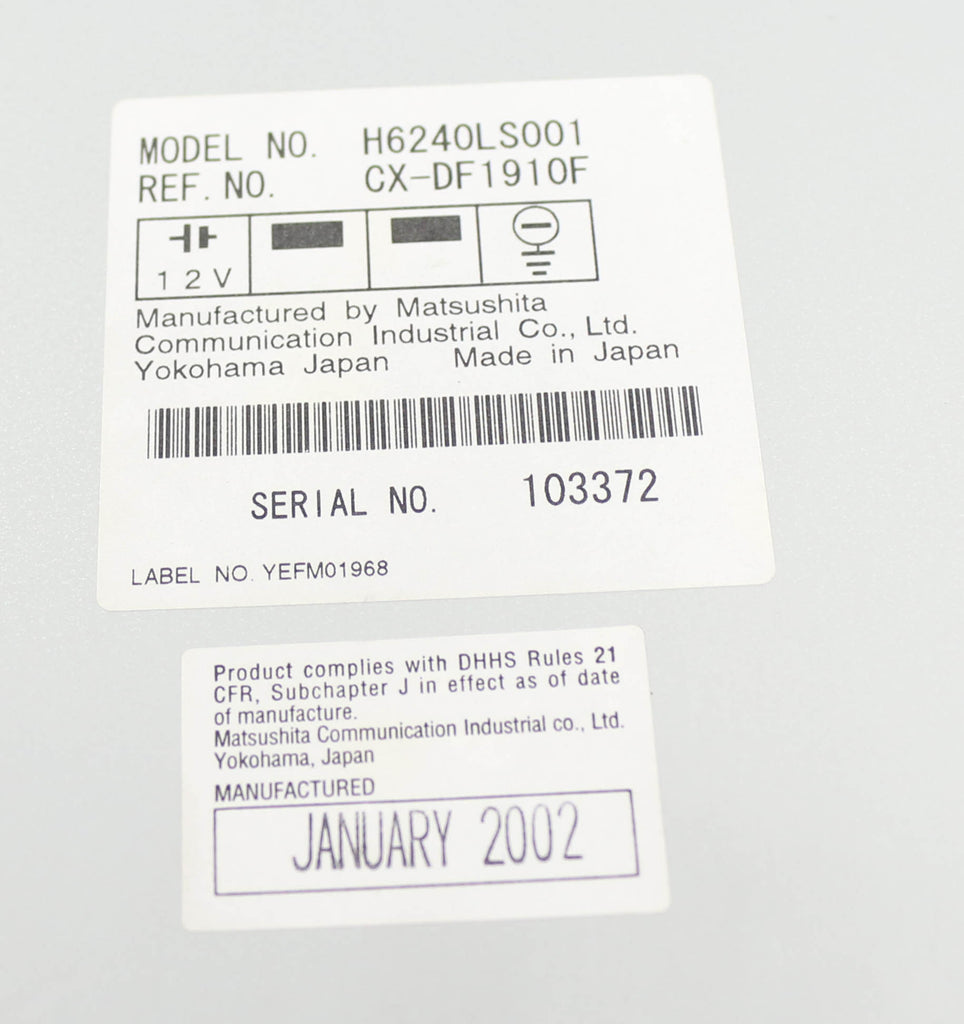 MODEL NO. H6240LS001
REF. NO. CX-DF1910F
12V
Manufactured by Matsushita
Communication Industrial Co., Ltd.
Yokohama Japan Made in Japan
SERIAL NO. 103372
LABEL NO. YEFM01968
Product complies with DHHS Rules 21
CFR, Subchapter J in effect as of date
of manufacture.
Matsushita Communication Industrial co., Ltd.
Yokohama, Japan
MANUFACTURED
JANUARY 2002